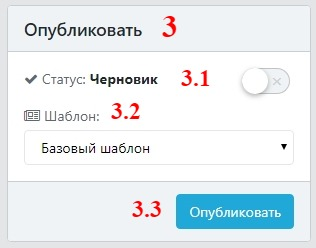 Опубликовать 3
Статус: Черновик 3.1
Шаблон: 3.2
Базовый шаблон
3.3 Опубликовать